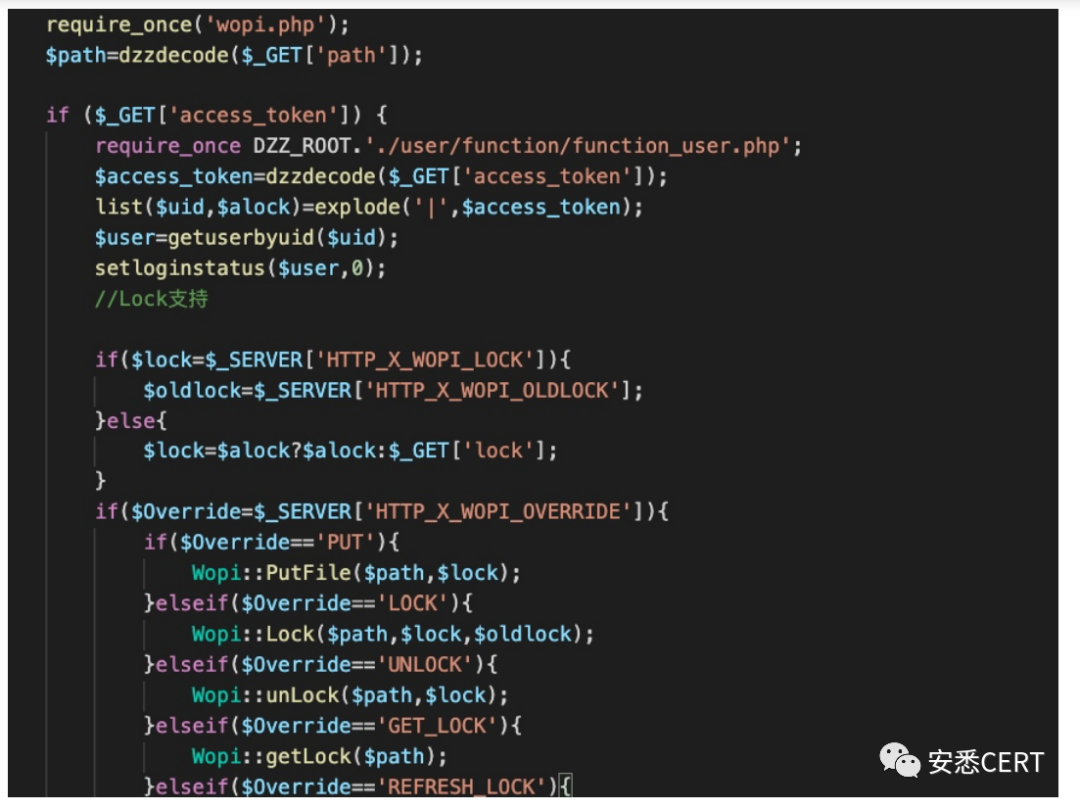 require_once('wopi.php');
$path=dzzdecode($_GET['path']);
if ($_GET['access_token']) {
require_once DZZ_ROOT.'./user/function/function_user.php';
$access_token=dzzdecode($_GET['access_token']);
list($uid,$alock)=explode('|',$access_token);
$user=getuserbyuid($uid);
setloginstatus($user,0);
//Lock支持
if($lock=$_SERVER['HTTP_X_WOPI_LOCK']){
$oldlock=$_SERVER['HTTP_X_WOPI_OLDLOCK'];
}else{
$lock=$alock?$alock:$_GET['lock'];
}
if($Override=$_SERVER['HTTP_X_WOPI_OVERRIDE']){
if($Override=='PUT'){
Wopi::PutFile($path,$lock);
}elseif($Override=='LOCK'){
Wopi::Lock($path,$lock,$oldlock);
}elseif($Override=='UNLOCK'){
Wopi::unLock($path,$lock);
}elseif($Override=='GET_LOCK'){
Wopi::getLock($path);
}elseif($Override=='REFRESH_LOCK'){
安悉CERT